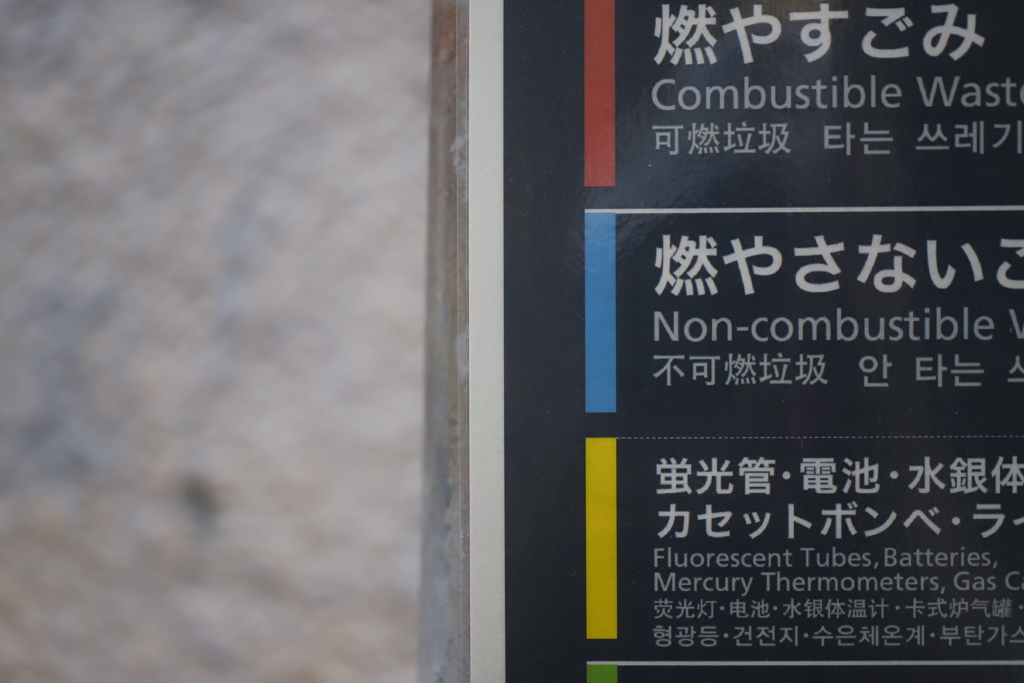 燃やすごみ
Combustible Waste
可燃垃圾 타는 쓰레기
燃やさない
Non-combustible
不可燃垃圾 안 타는
蛍光管・電池・水銀体
カセットボンベ・ライ
Fluorescent Tubes, Batteries,
Mercury Thermometers, Gas
荧光灯・电池・水银体温计・卡式炉气罐・
형광등・건전지・수은체온계・부탄가스